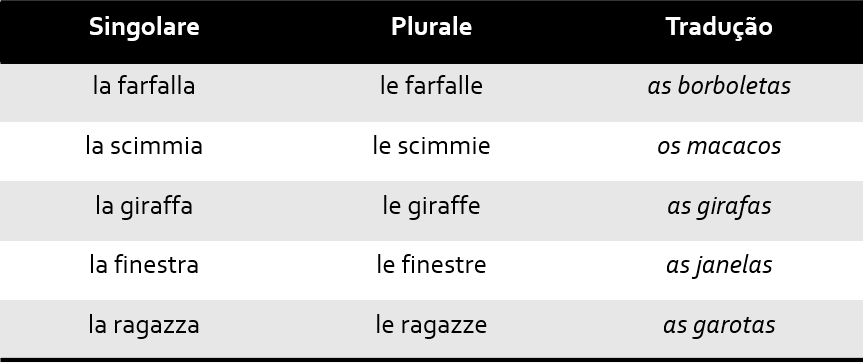 Singolare Plurale Tradução
la farfalla le farfalle as borboletas
la scimmia le scimmie os macacos
la giraffa le giraffe as girafas
la finestra le finestre as janelas
la ragazza le ragazze as garotas